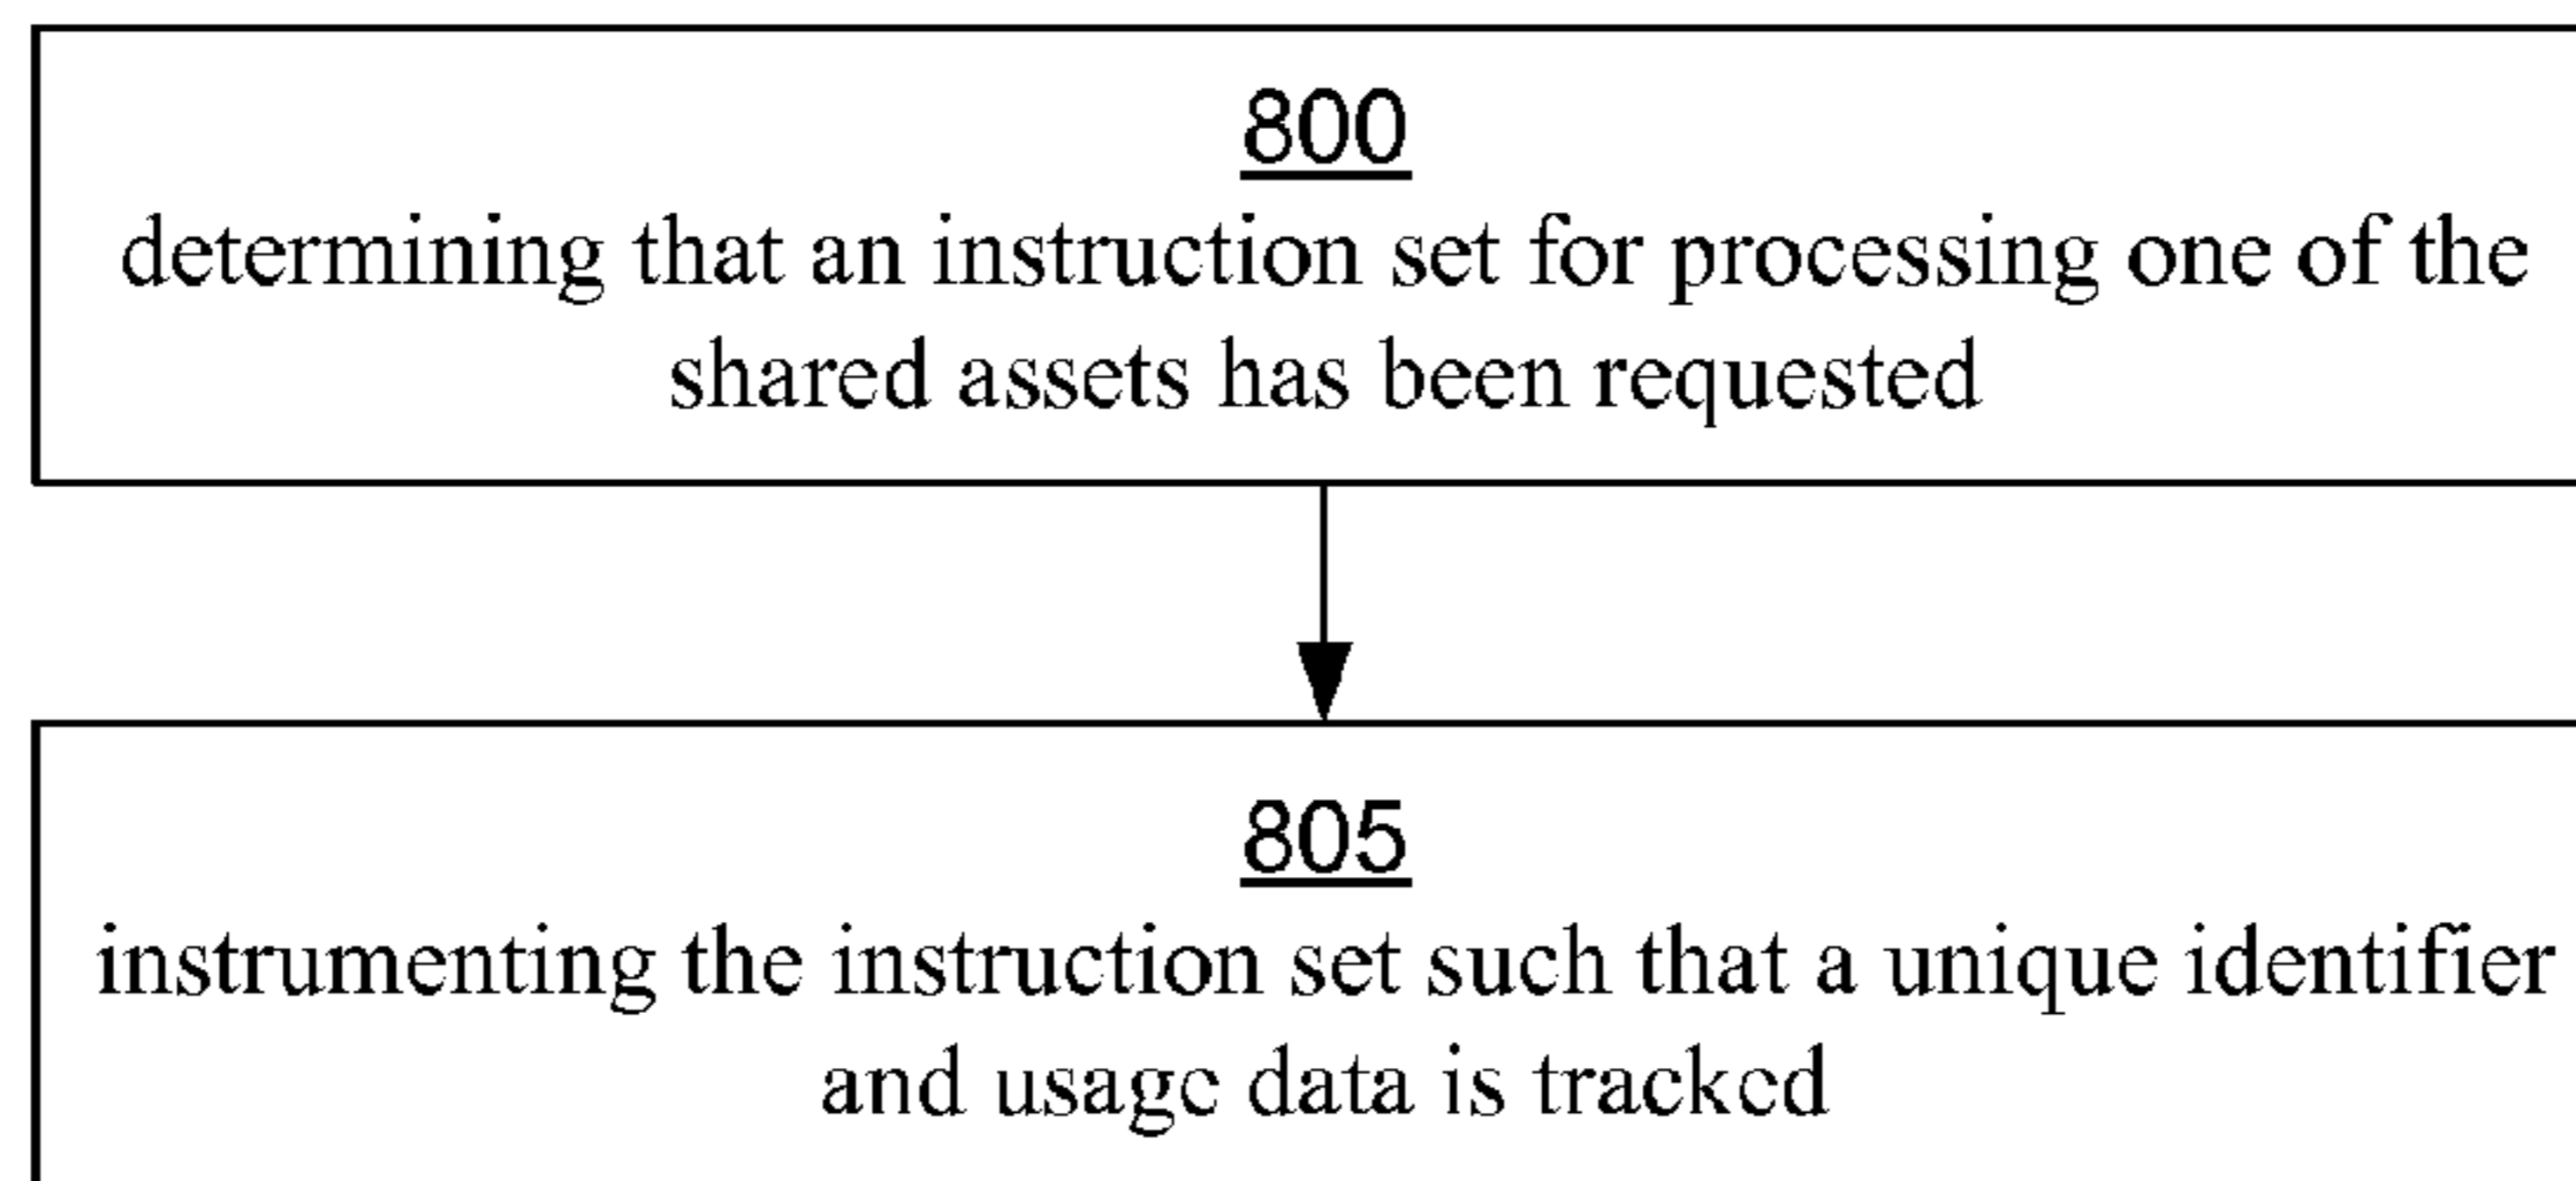 800
determining that an instruction set for processing one of the
shared assets has been requested
805
instrumenting the instruction set such that a unique identifier
and usage data is tracked